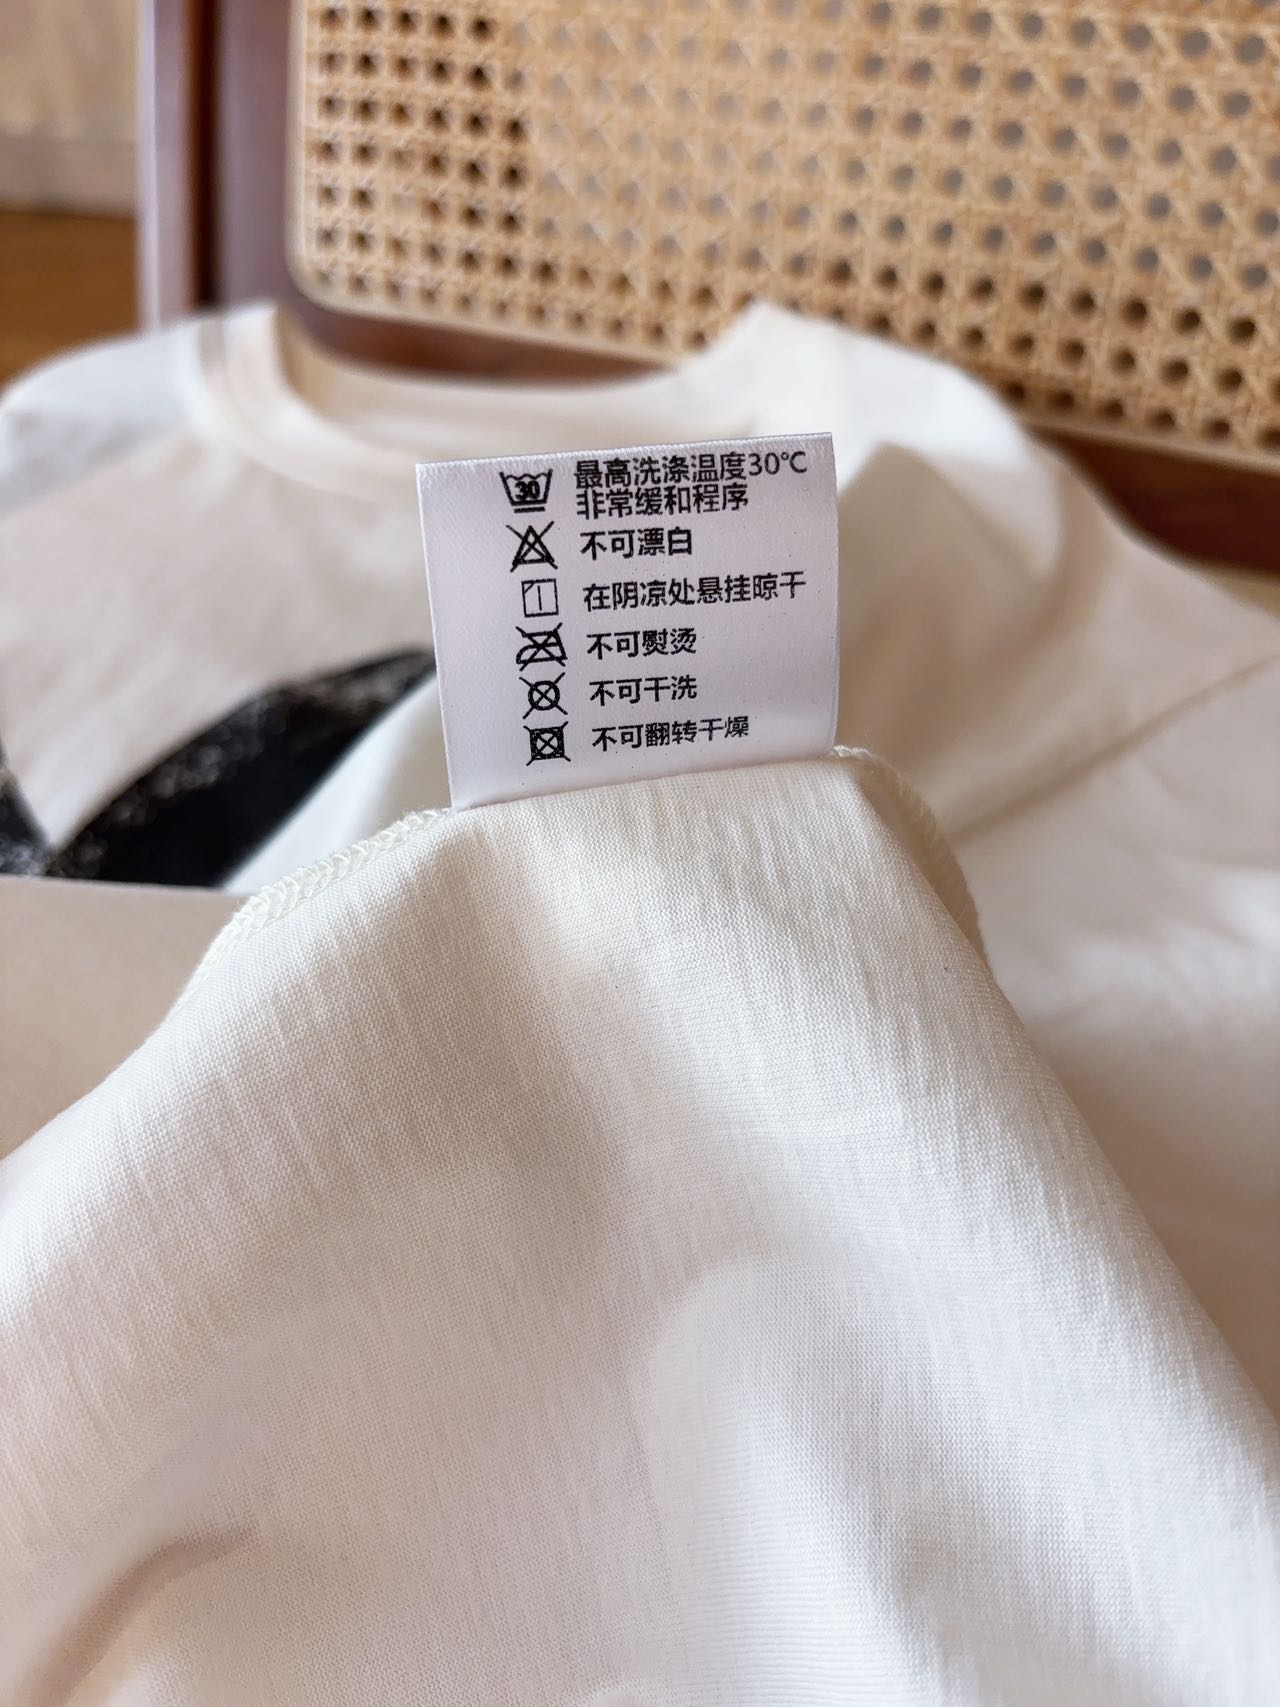 30 最高洗涤温度30℃
非常缓和程序
不可漂白
在阴凉处悬挂晾干
不可熨烫
不可干洗
不可翻转干燥